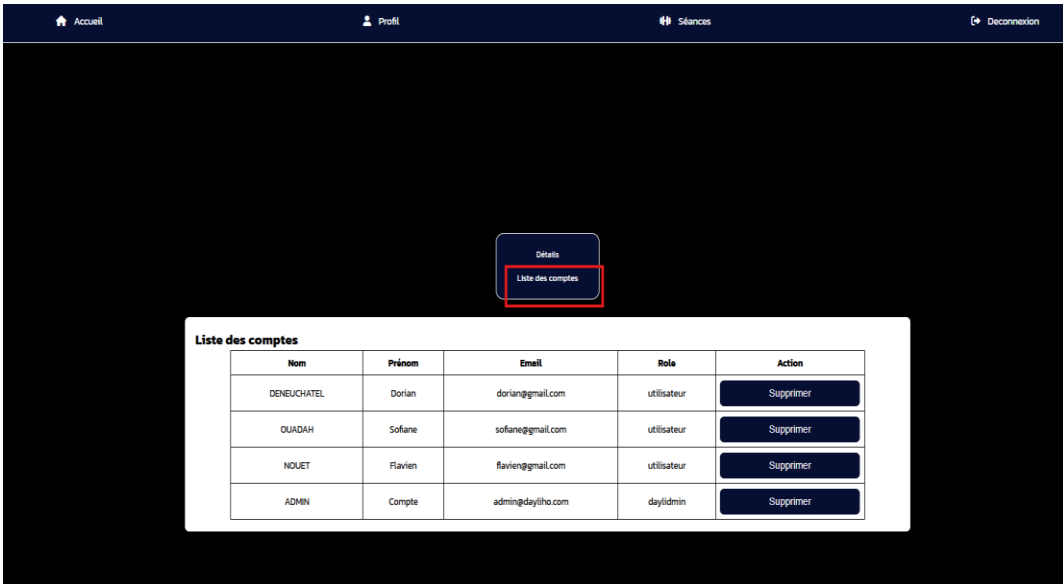 Accueil Profil Séances Deconnexion
Détails
Liste des comptes
Liste des comptes
Nom Prénom Email Role Action
DENEUCHATEL Dorian dorian@gmail.com utilisateur Supprimer
OUADAH Sofiane sofiane@gmail.com utilisateur Supprimer
NOUET Flavien flavien@gmail.com utilisateur Supprimer
ADMIN Compte admin@dayliho.com daylidmin Supprimer